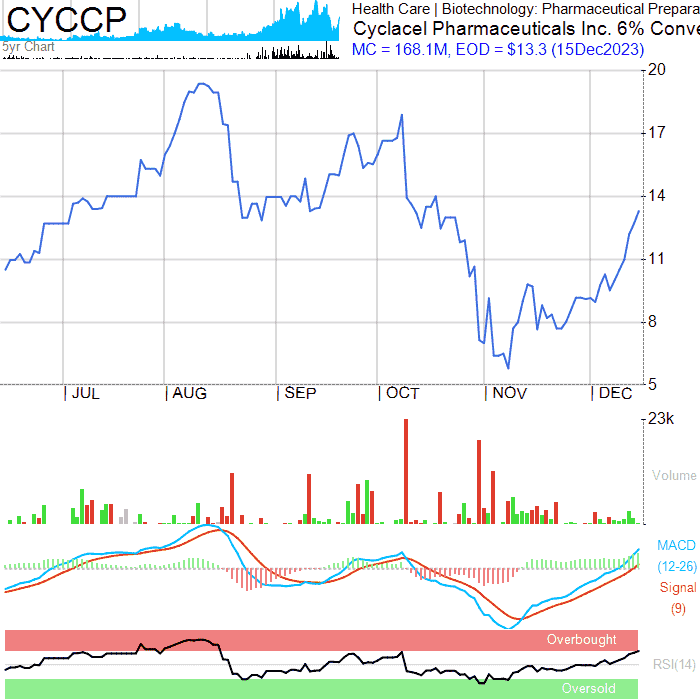 CYCCP
5yr Chart
Health Care | Biotechnology: Pharmaceutical Prepara
Cyclacel Pharmaceuticals Inc. 6% Conve
MC = 168.1M, EOD = $13.3 (15Dec2023)
20
17
14
11
8
5
| JUL | AUG | SEP | OCT | NOV | DEC
23k
Volume
MACD
(12-26)
Signal
(9)
Overbought
RSI(14)
Oversold